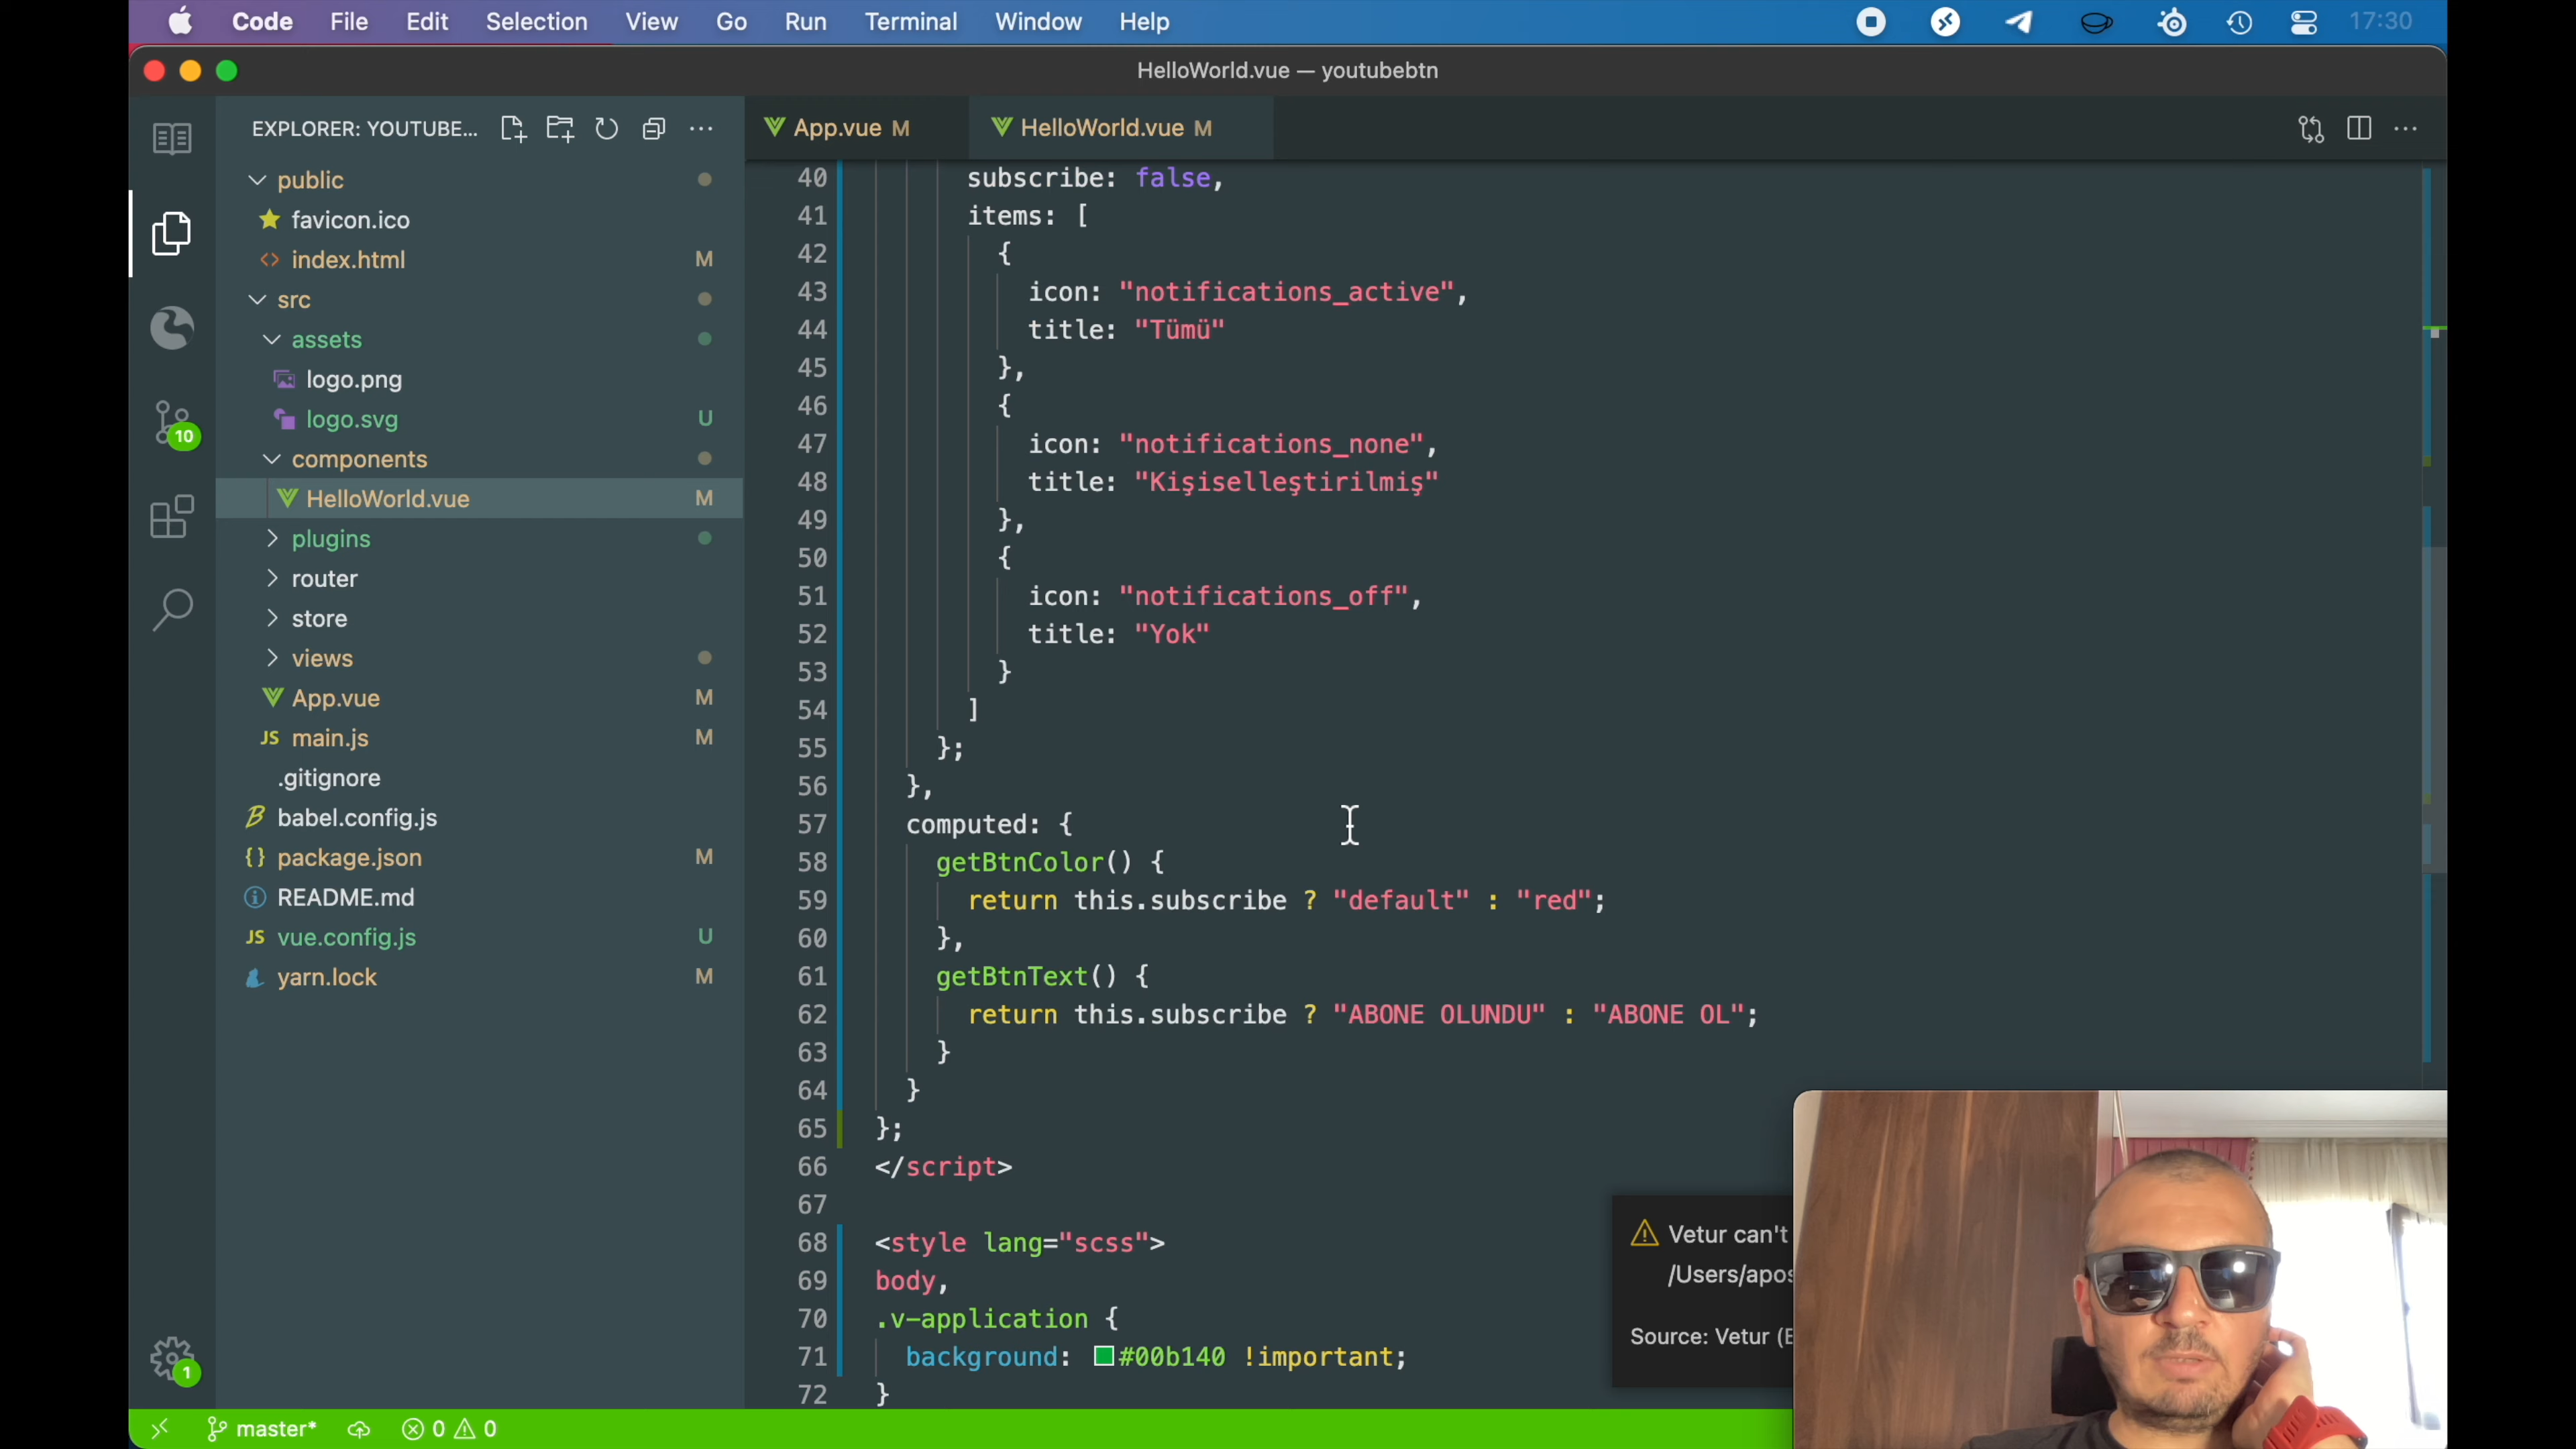 Code File Edit Selection View Go Run Terminal Window Help 17:30
HelloWorld.vue — youtubebtn
EXPLORER: YOUTUBE...
App.vue M
HelloWorld.vue M
public
favicon.ico
index.html M
src
assets
logo.png
logo.svg U
components
HelloWorld.vue M
plugins
router
store
views
App.vue M
JS main.js M
.gitignore
babel.config.js
{} package.json M
README.md
JS vue.config.js U
yarn.lock M
10
1
40 subscribe: false,
41 items: [
42 {
43 icon: "notifications_active",
44 title: "Tümü"
45 },
46 {
47 icon: "notifications_none",
48 title: "Kişiselleştirilmiş"
49 },
50 {
51 icon: "notifications_off",
52 title: "Yok"
53 }
54 ]
55 };
56 },
57 computed: {
58 getBtnColor() {
59 return this.subscribe ? "default" : "red";
60 },
61 getBtnText() {
62 return this.subscribe ? "ABONE OLUNDU" : "ABONE OL";
63 }
64 }
65 };
66 </script>
67
68 <style lang="scss">
69 body,
70 .v-application {
71 background: #00b140 !important;
72 }
Vetur can't
/Users/apos
Source: Vetur (E
master* 0 0